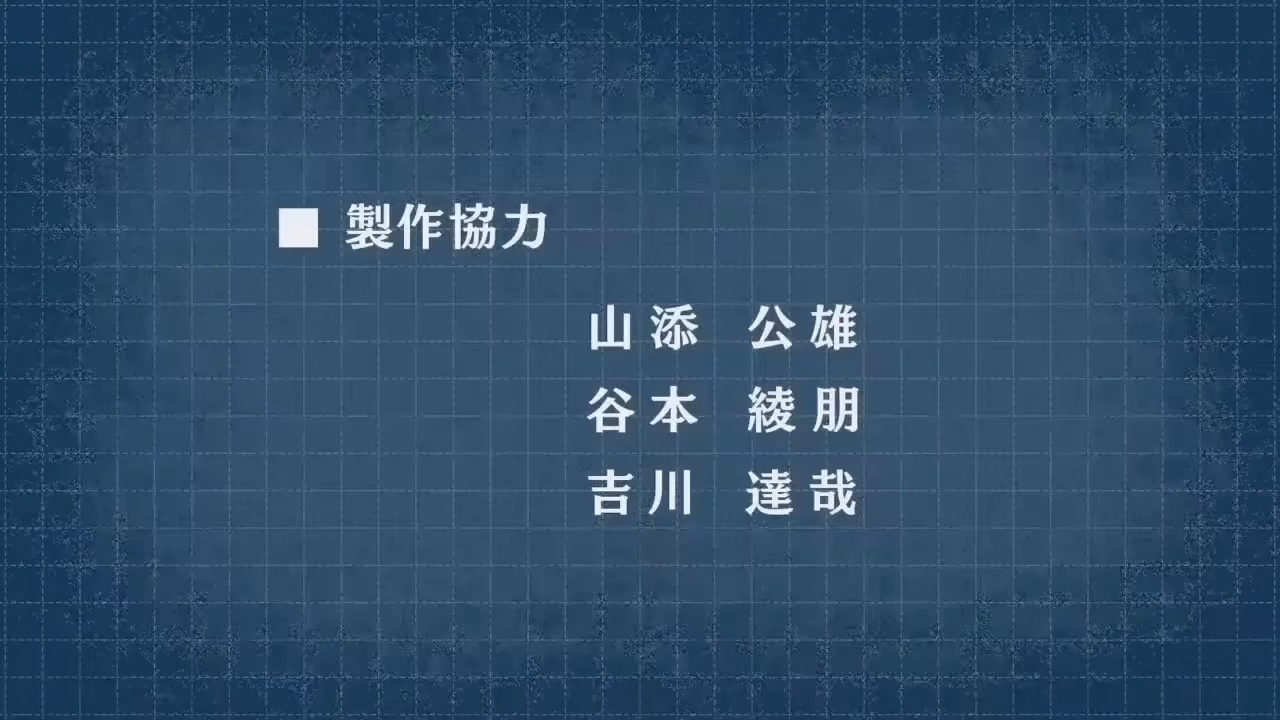 ■ 製作協力
山添 公雄
谷本 綾朋
吉川 達哉